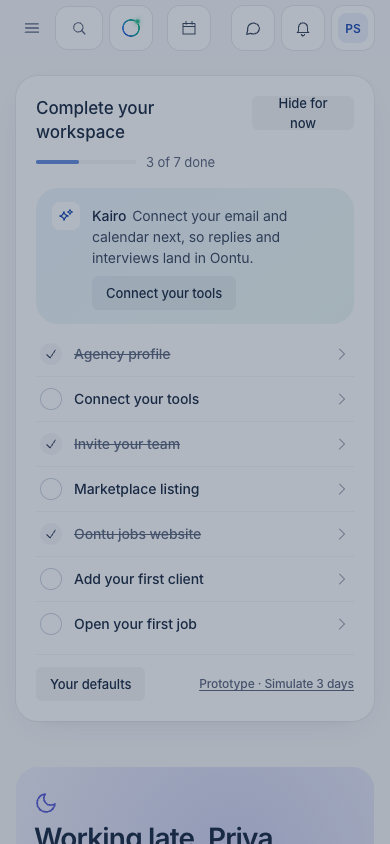 PS
Complete your
workspace
Hide for
now
3 of 7 done
Kairo Connect your email and
calendar next, so replies and
interviews land in Oontu.
Connect your tools
Agency profile
Connect your tools
Invite your team
Marketplace listing
Oontu jobs website
Add your first client
Open your first job
Your defaults
Prototype · Simulate 3 days
Working late, Priya